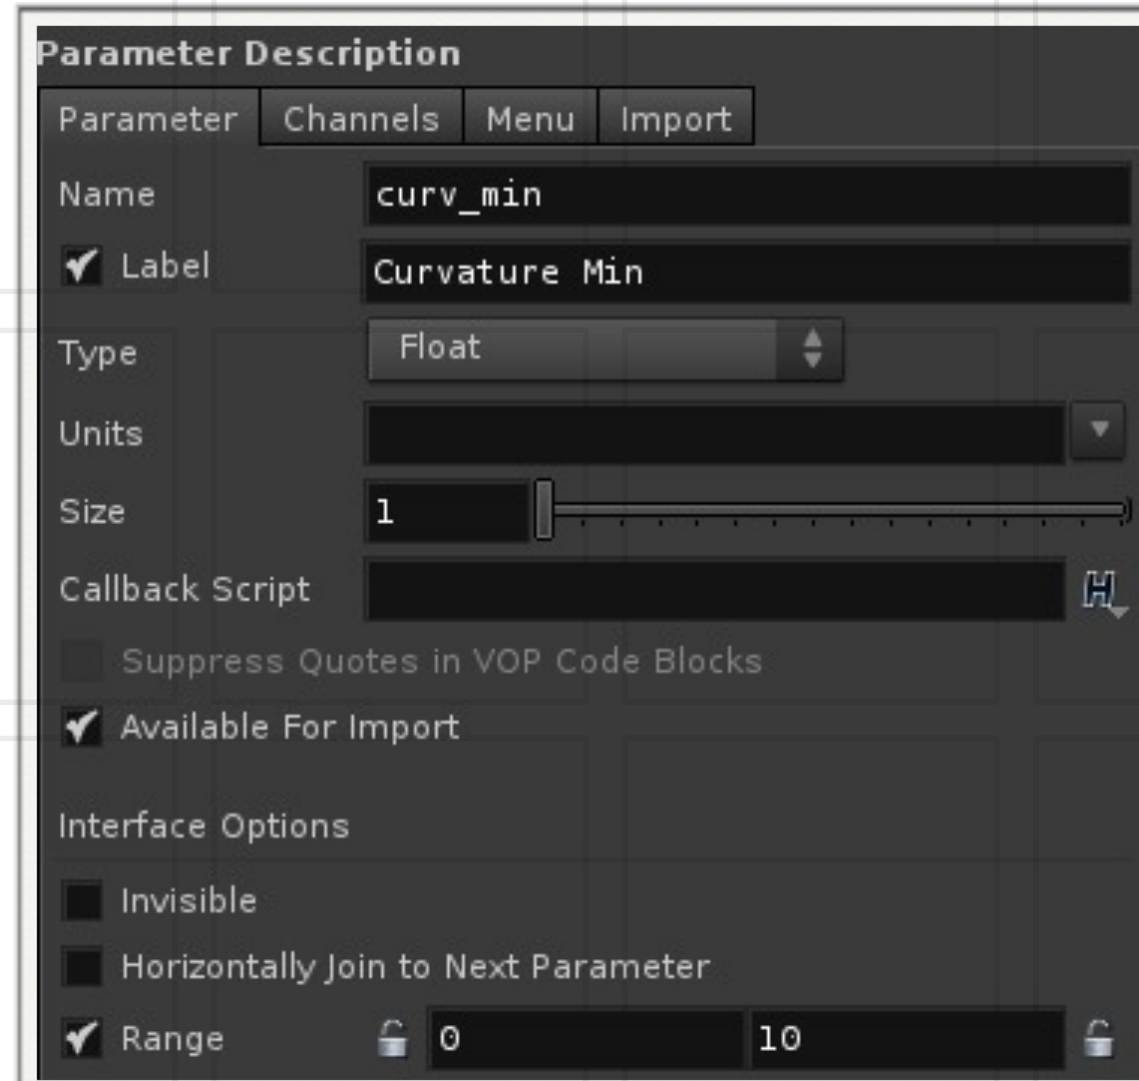 Parameter Description
Parameter Channels Menu Import
Name curv_min
Label Curvature Min
Type Float
Units
Size 1
Callback Script H
Suppress Quotes in VOP Code Blocks
Available For Import
Interface Options
Invisible
Horizontally Join to Next Parameter
Range 0 10